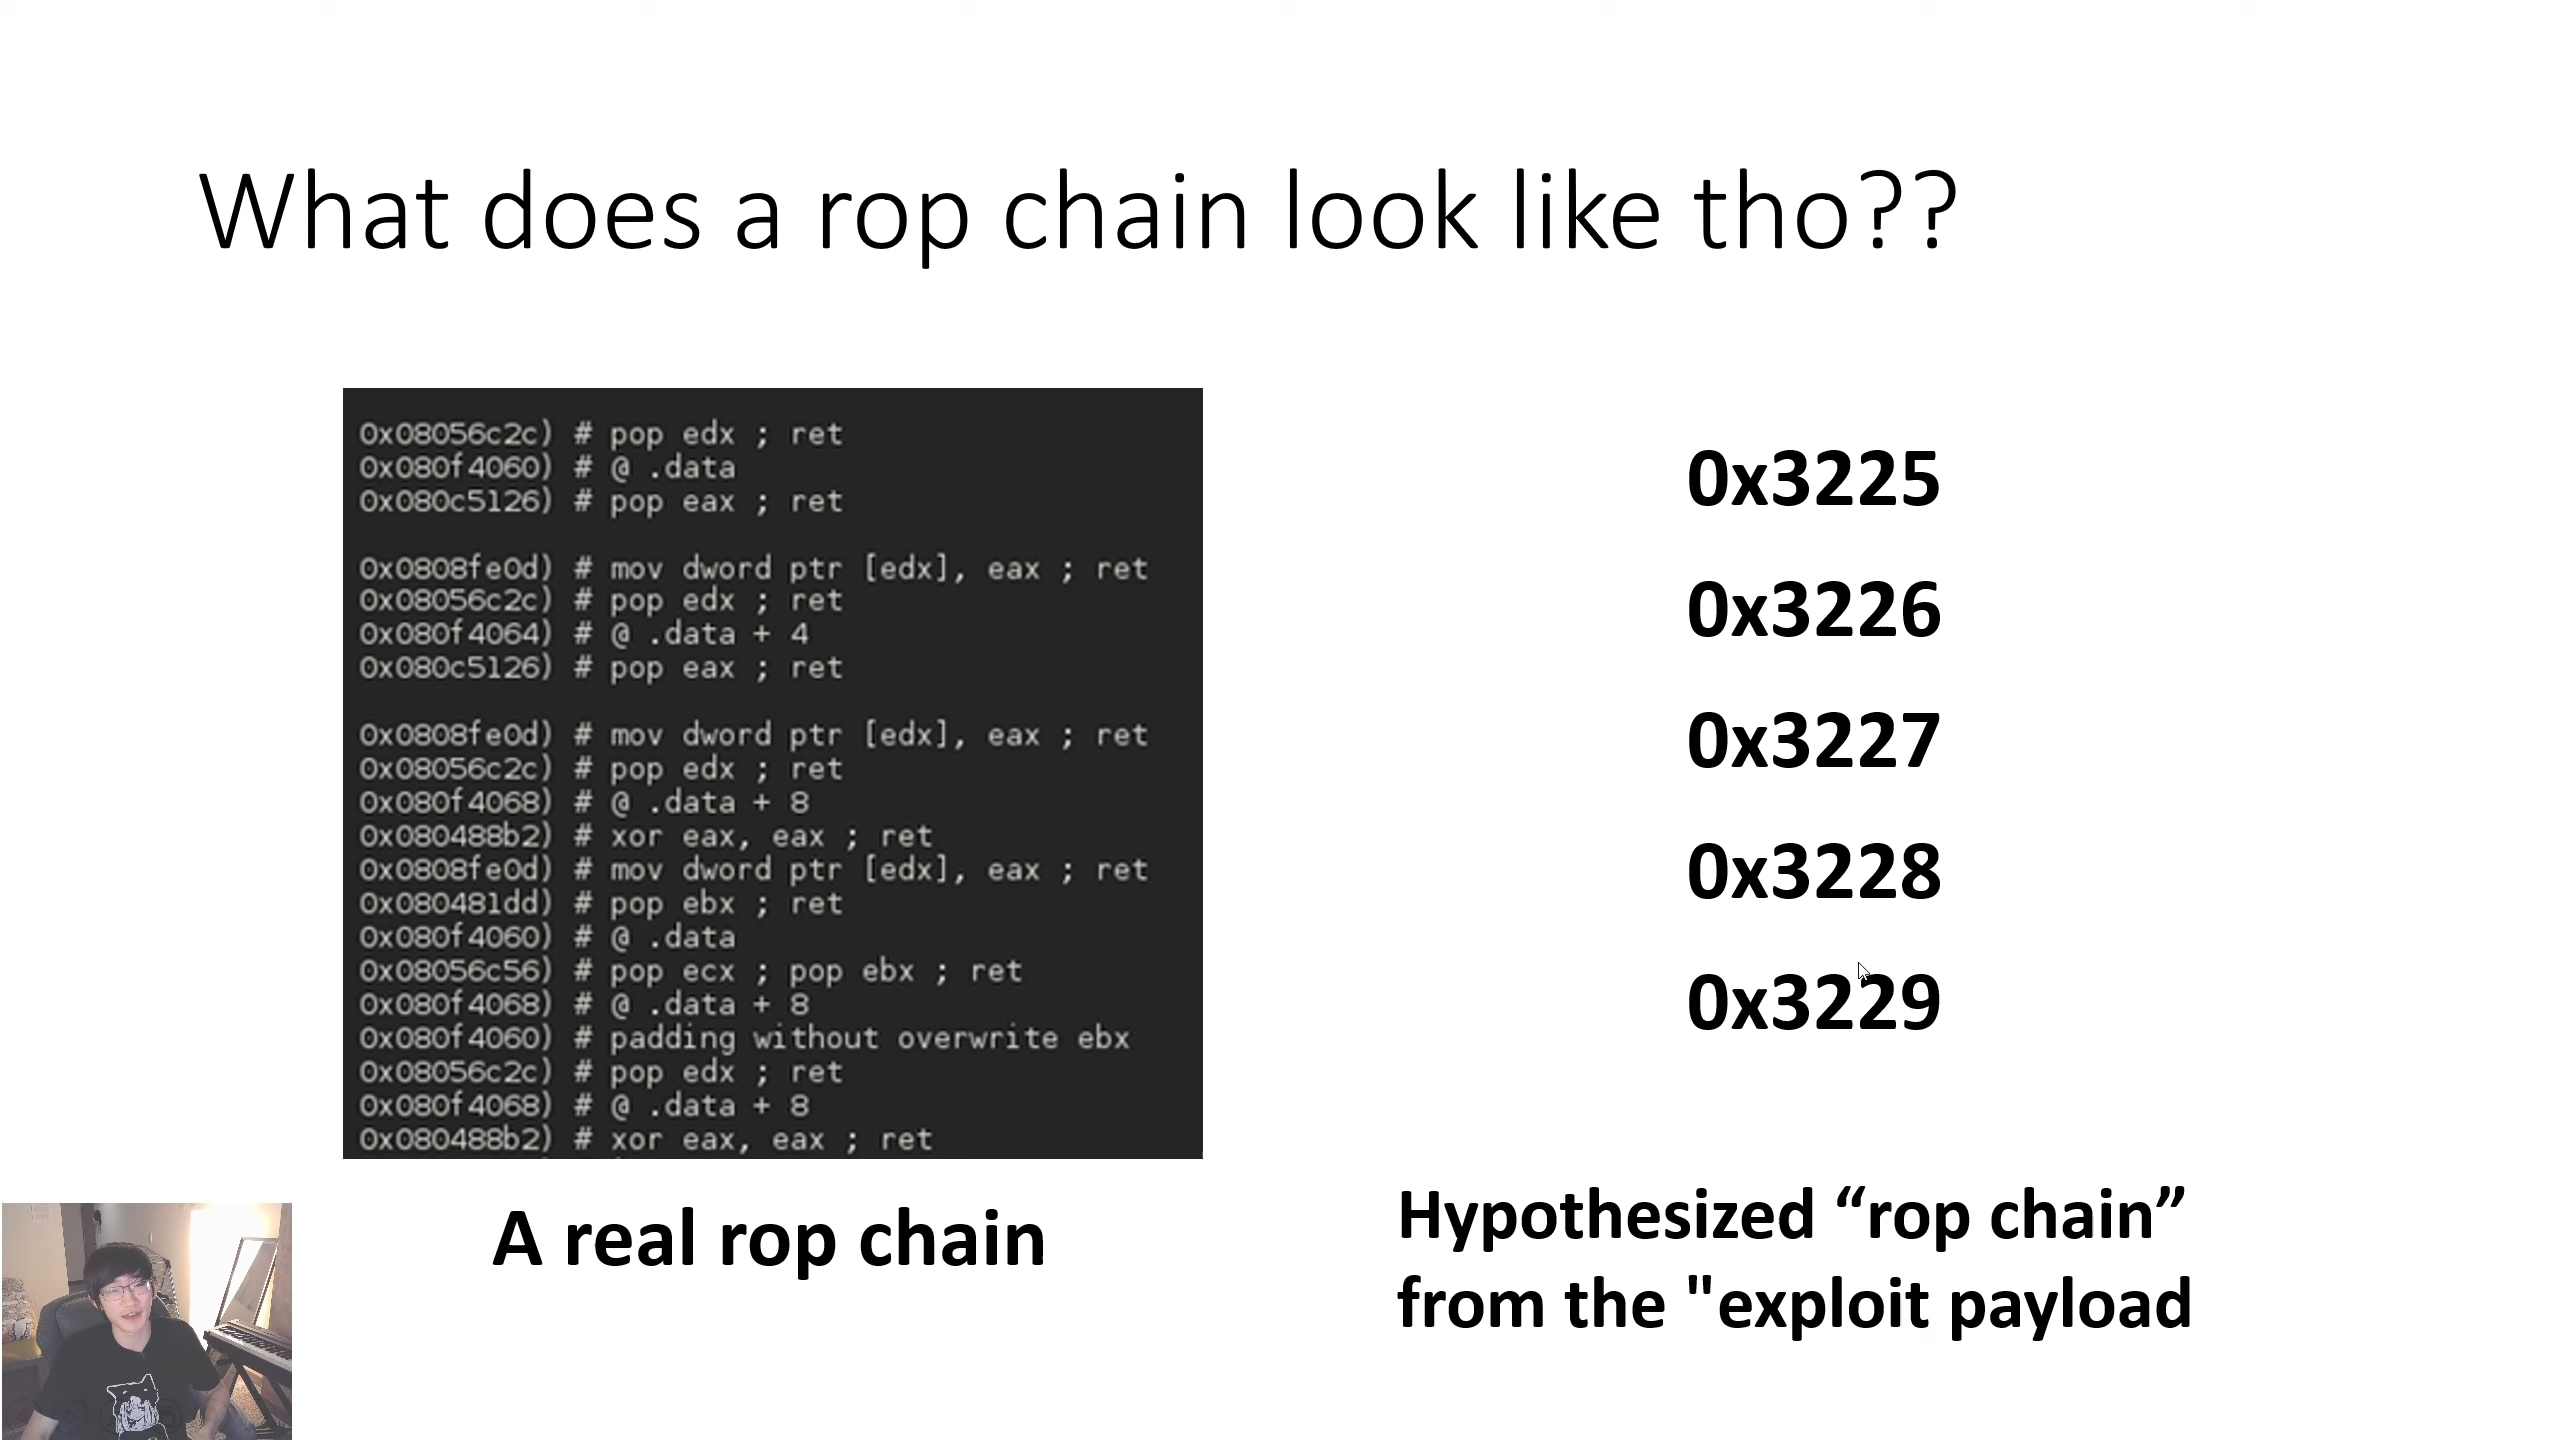 What does a rop chain look like tho??
0x08056c2c) # pop edx ; ret
0x080f4060) # @ .data
0x080c5126) # pop eax ; ret
0x0808fe0d) # mov dword ptr [edx], eax ; ret
0x08056c2c) # pop edx ; ret
0x080f4064) # @ .data + 4
0x080c5126) # pop eax ; ret
0x0808fe0d) # mov dword ptr [edx], eax ; ret
0x08056c2c) # pop edx ; ret
0x080f4068) # @ .data + 8
0x080488b2) # xor eax, eax ; ret
0x0808fe0d) # mov dword ptr [edx], eax ; ret
0x080481dd) # pop ebx ; ret
0x080f4060) # @ .data
0x08056c56) # pop ecx ; pop ebx ; ret
0x080f4068) # @ .data + 8
0x080f4060) # padding without overwrite ebx
0x08056c2c) # pop edx ; ret
0x080f4068) # @ .data + 8
0x080488b2) # xor eax, eax ; ret
A real rop chain
0x3225
0x3226
0x3227
0x3228
0x3229
Hypothesized “rop chain”
from the "exploit payload